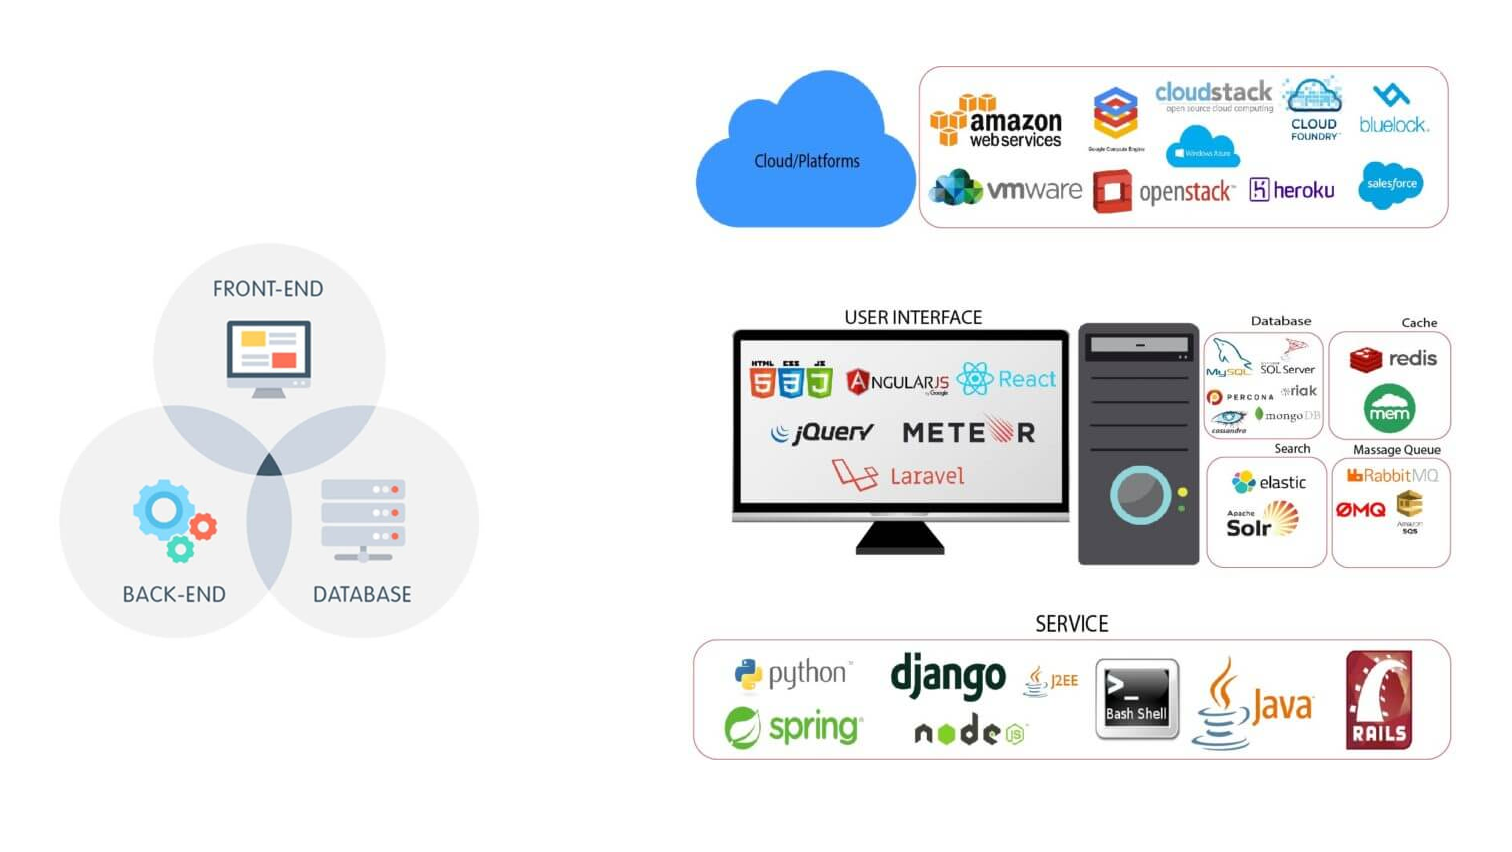 FRONT-END
BACK-END
DATABASE
Cloud/Platforms
amazon
webservices
Google Compute Engine
cloudstack
open source cloud computing
Windows Azure
CLOUD
FOUNDRY
bluelock.
vmware
openstack
heroku
salesforce
USER INTERFACE
HTML CSS JS
5 3 J
ANGULARJS
by Google
React
jQuery
METEOR
Laravel
Database
MySQL
SQL Server
PERCONA
riak
cassandra
mongoDB
Cache
redis
mem
Search
elastic
Apache
Solr
Massage Queue
RabbitMQ
ØMQ
Amazon
SQS
SERVICE
python
django
J2EE
>_
Bash Shell
Java
RAILS
spring
node
JS